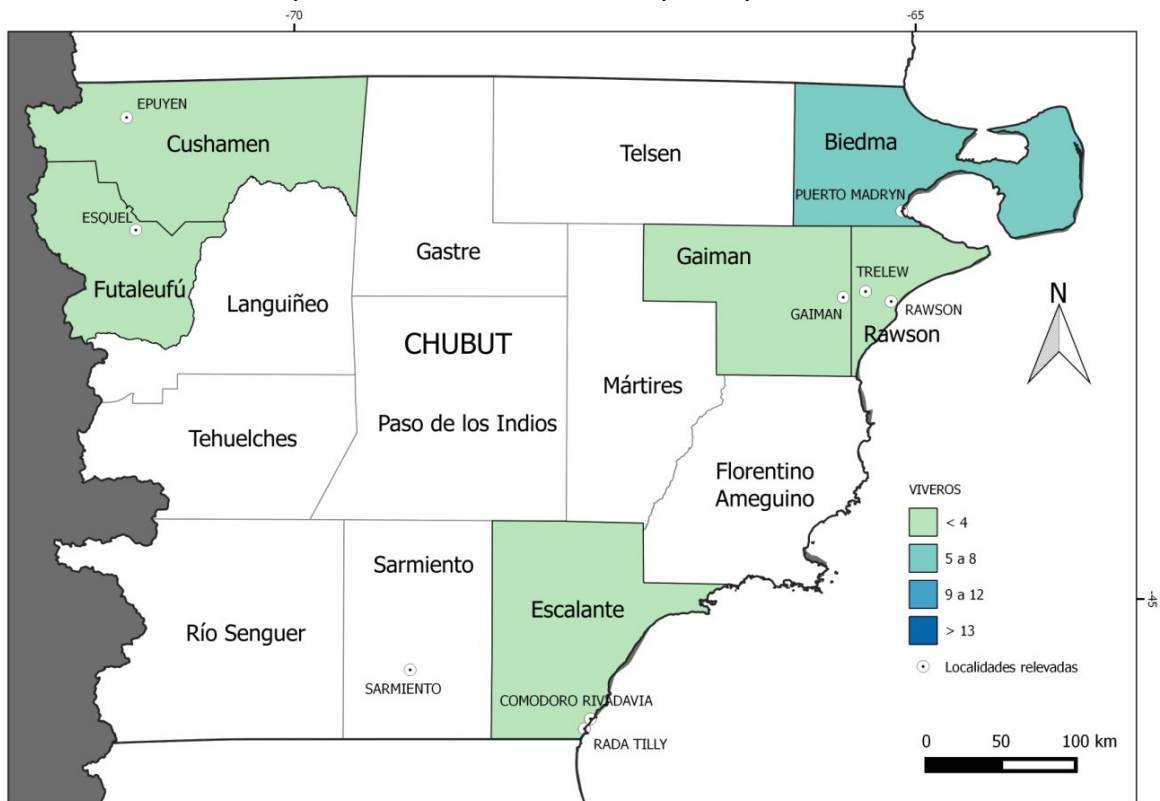 -70
-65
EPUYEN
Cushamen
Telsen
Biedma
PUERTO MADRYN
ESQUEL
Futaleufú
Languiñeo
Gastre
Gaiman
TRELEW
GAIMAN
RAWSON
Rawson
N
CHUBUT
Mártires
Paso de los Indios
Tehuelches
Florentino
Ameguino
VIVEROS
< 4
5 a 8
9 a 12
> 13
Localidades relevadas
Sarmiento
Escalante
Río Senguer
-45
SARMIENTO
COMODORO RIVADAVIA
RADA TILLY
0 50 100 km